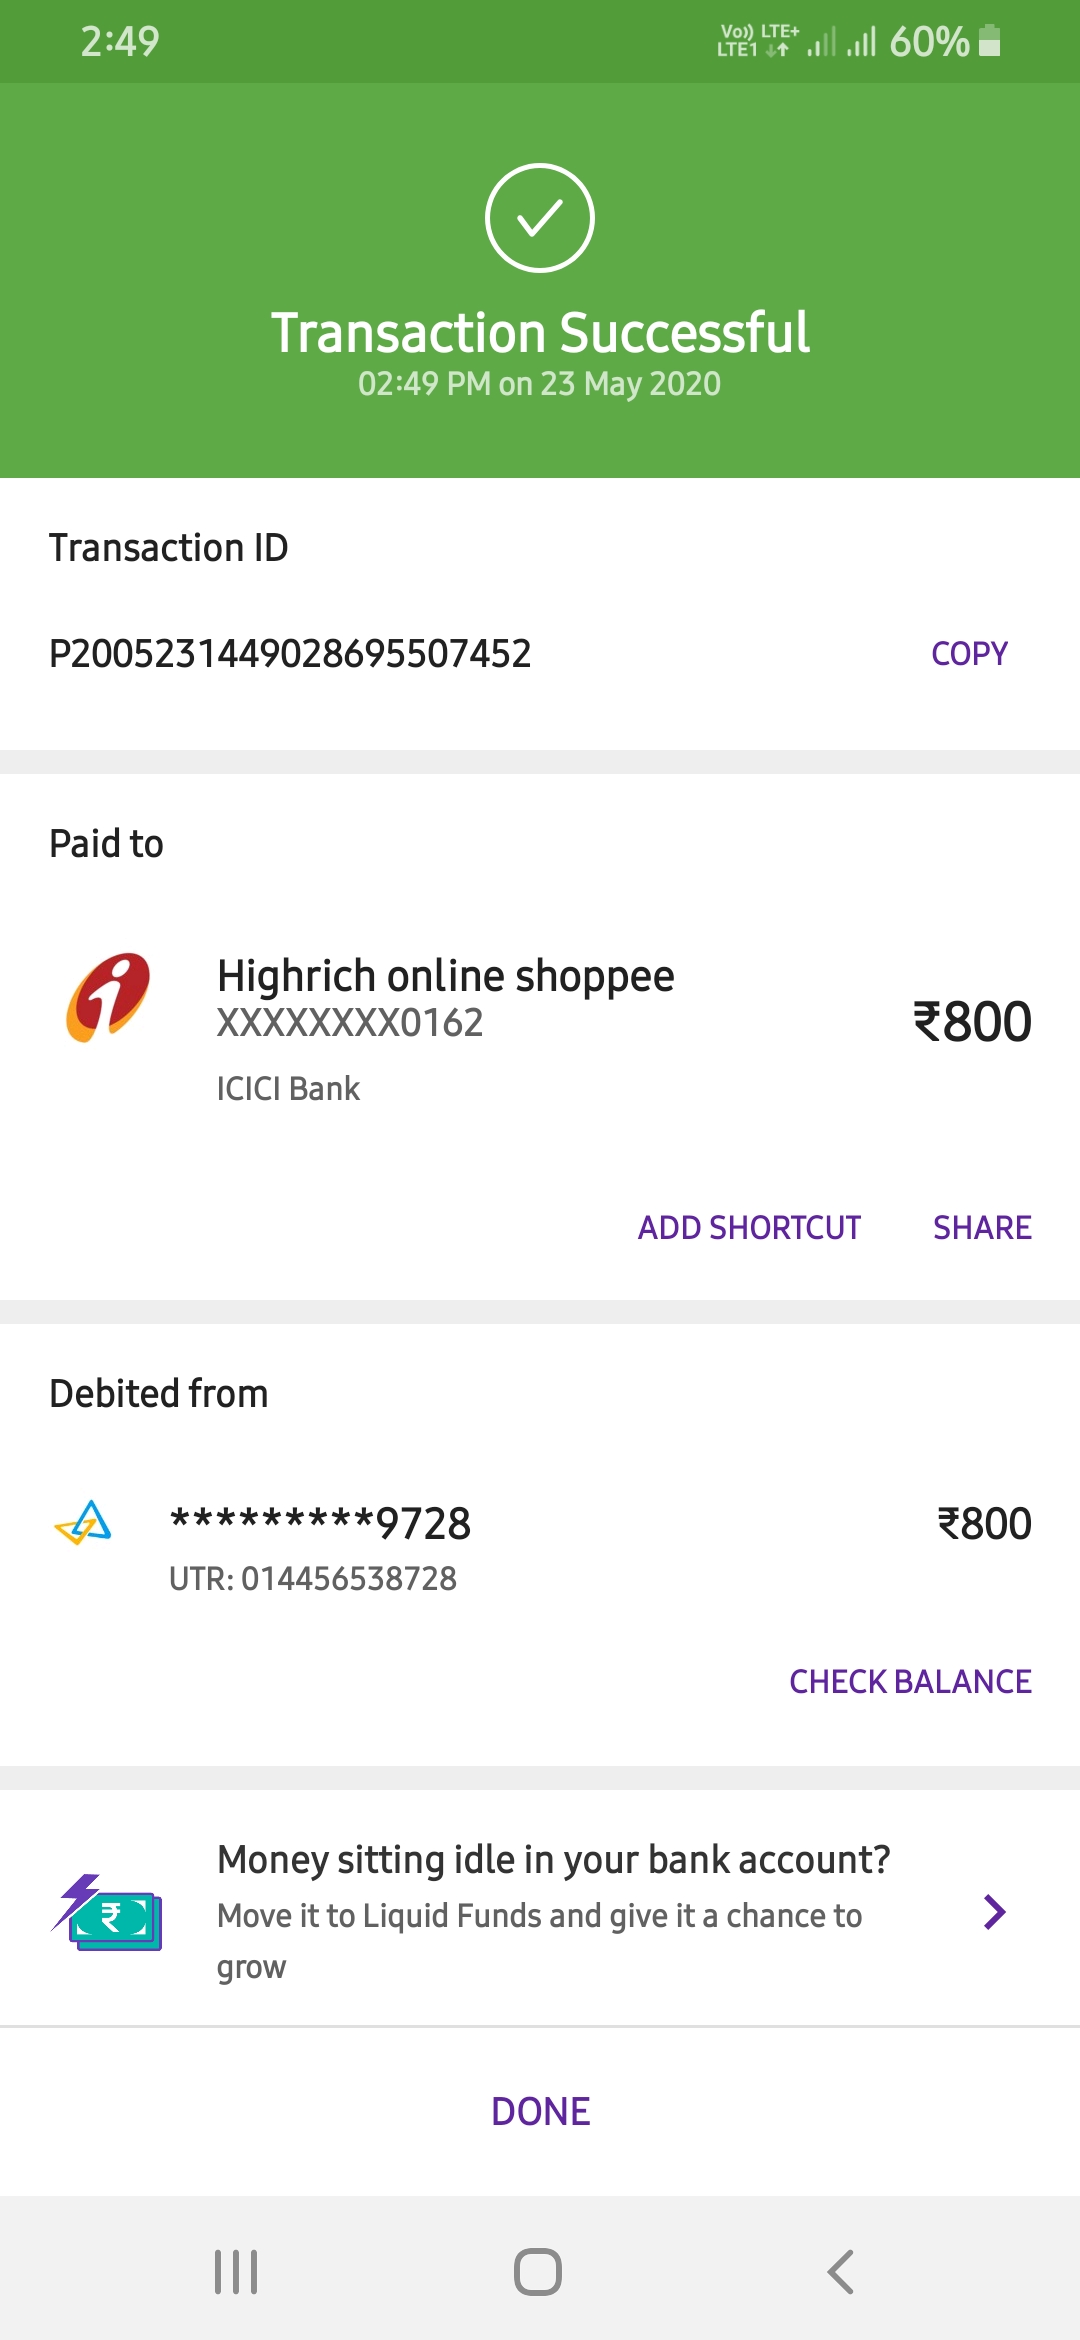 2:49
Vo)) LTE+
LTE1
60%
Transaction Successful
02:49 PM on 23 May 2020
Transaction ID
P2005231449028695507452
COPY
Paid to
Highrich online shoppee
XXXXXXXX0162
₹800
ICICI Bank
ADD SHORTCUT
SHARE
Debited from
*********9728
₹800
UTR: 014456538728
CHECK BALANCE
Money sitting idle in your bank account?
Move it to Liquid Funds and give it a chance to
grow
DONE